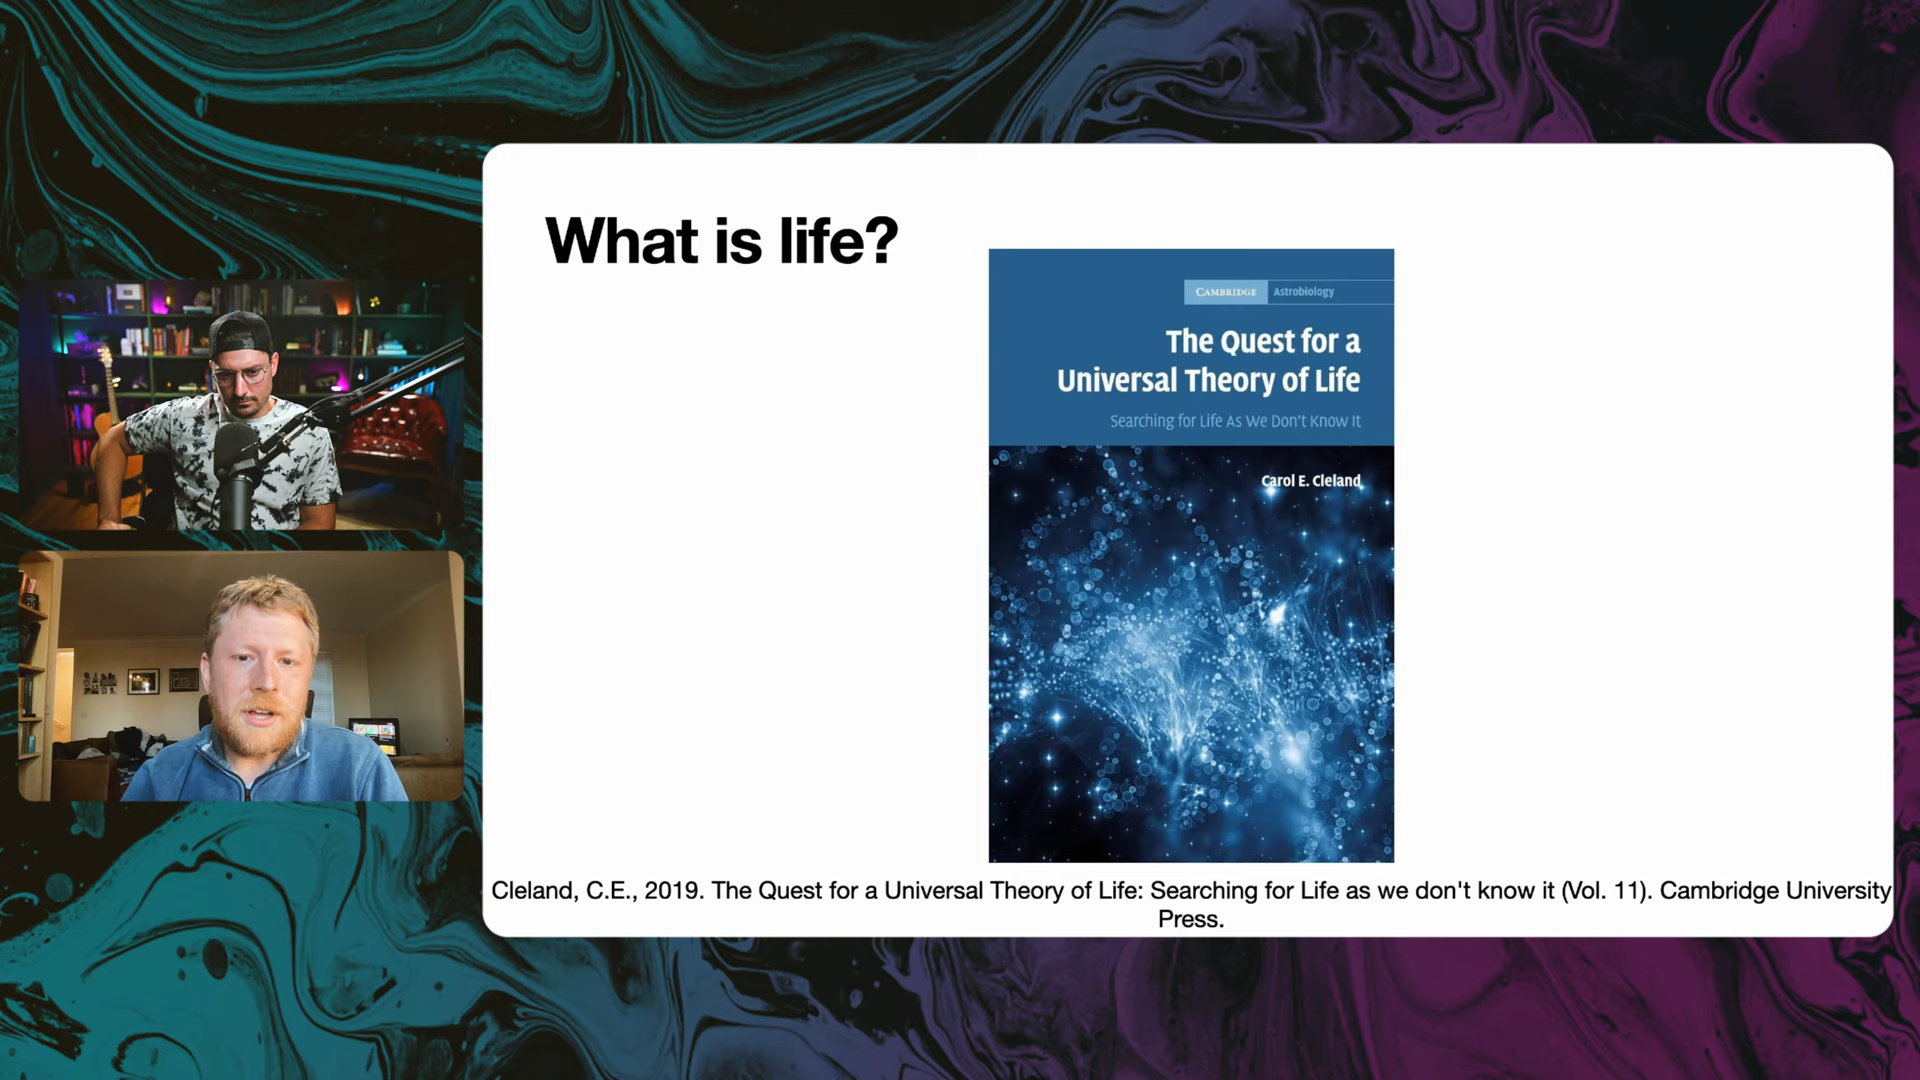 What is life?
CAMBRIDGE Astrobiology
The Quest for a
Universal Theory of Life
Searching for Life As We Don't Know It
Carol E. Cleland
Cleland, C.E., 2019. The Quest for a Universal Theory of Life: Searching for Life as we don't know it (Vol. 11). Cambridge University
Press.